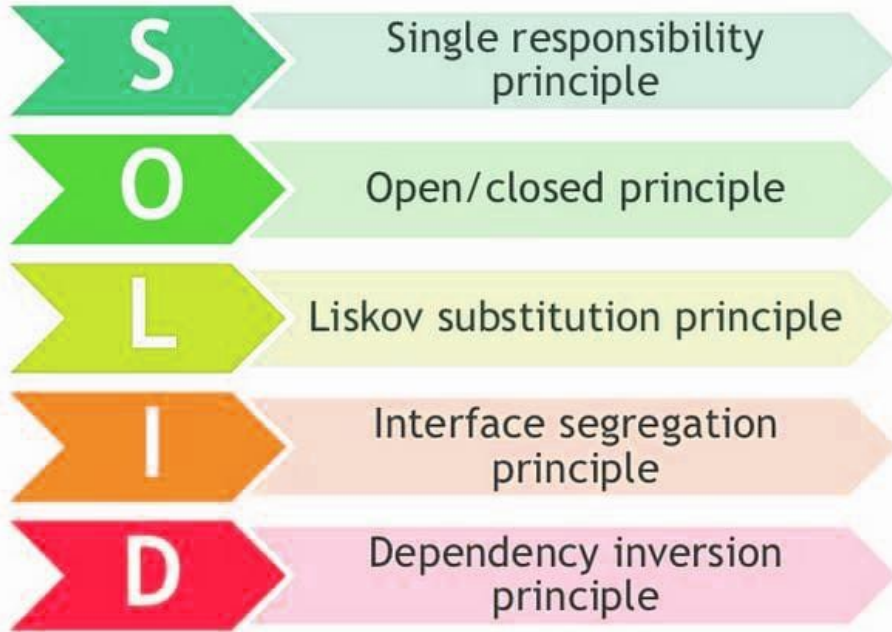 S
Single responsibility
principle
O
Open/closed principle
L
Liskov substitution principle
I
Interface segregation
principle
D
Dependency inversion
principle